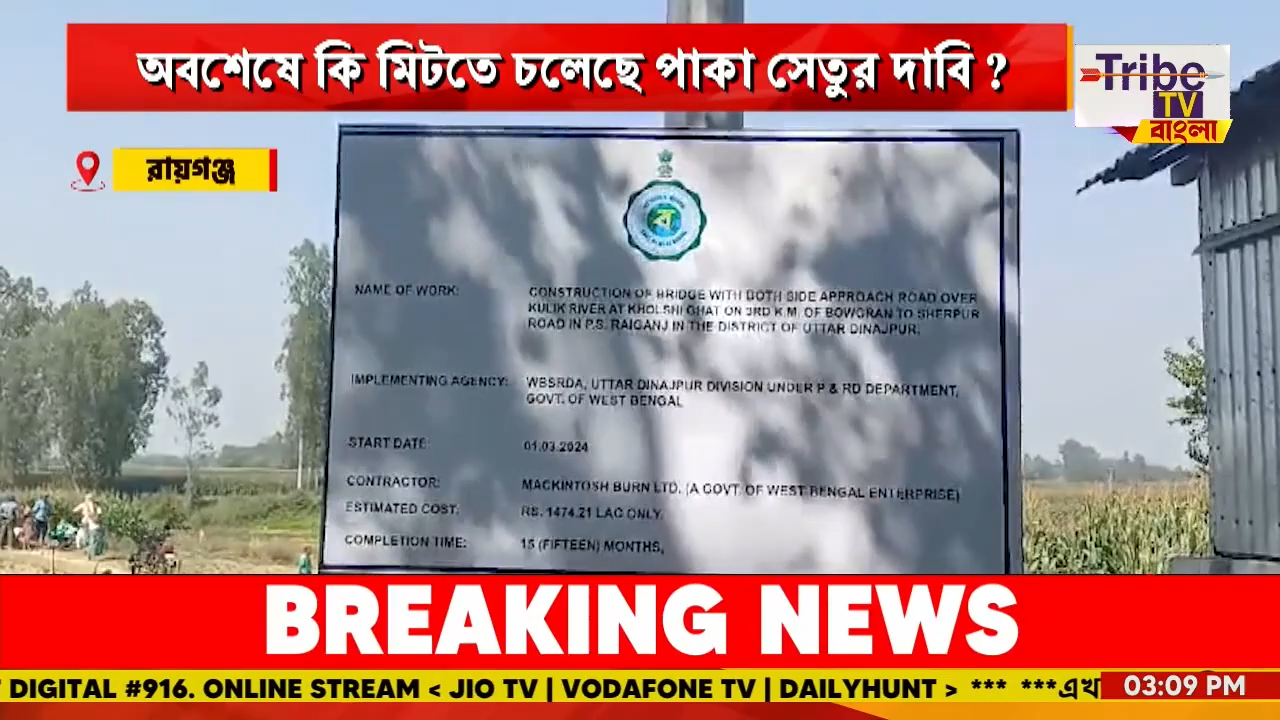 অবশেষে কি মিটতে চলেছে পাকা সেতুর দাবি ?
Tribe
TV
বাংলা
রায়গঞ্জ
ব
NAME OF WORK: CONSTRUCTION OF BRIDGE WITH BOTH SIDE APPROACH ROAD OVER
KULIK RIVER AT KHOLSHI GHAT ON 3RD K.M. OF BOWGRAN TO SHERPUR
ROAD IN P.S. RAIGANJ IN THE DISTRICT OF UTTAR DINAJPUR.
IMPLEMENTING AGENCY: WBSRDA, UTTAR DINAJPUR DIVISION UNDER P & RD DEPARTMENT,
GOVT. OF WEST BENGAL
START DATE: 01.03.2024
CONTRACTOR: MACKINTOSH BURN LTD. (A GOVT. OF WEST BENGAL ENTERPRISE)
ESTIMATED COST: RS. 1474.21 LAC ONLY.
COMPLETION TIME: 15 (FIFTEEN) MONTHS,
BREAKING NEWS
DIGITAL #916. ONLINE STREAM < JIO TV | VODAFONE TV | DAILYHUNT > *** ***এখ
03:09 PM